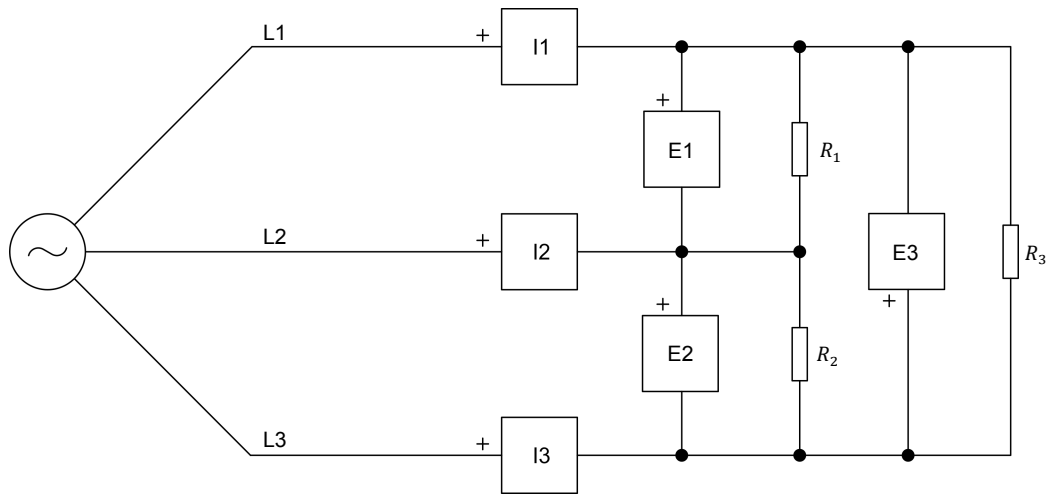 L1
+
I1
+
E1
R₁
L2
+
I2
E3
+
R₃
+
E2
R₂
L3
+
I3